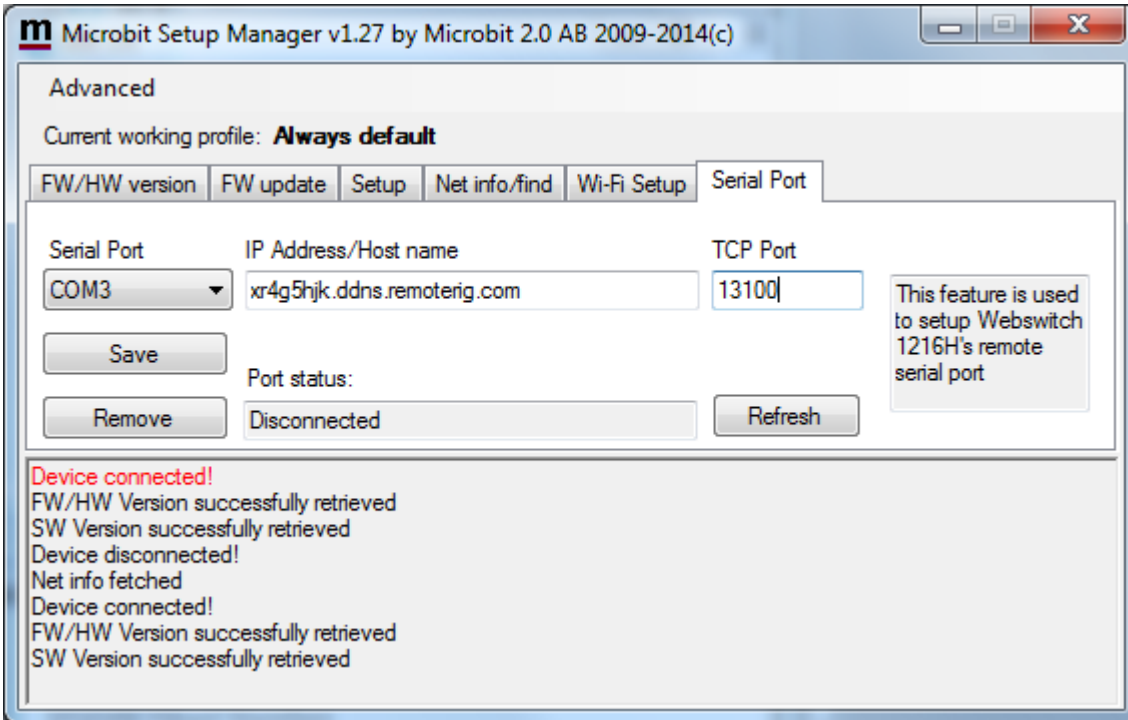 m Microbit Setup Manager v1.27 by Microbit 2.0 AB 2009-2014(c)
Advanced
Current working profile: Always default
FW/HW version FW update Setup Net info/find Wi-Fi Setup Serial Port
Serial Port IP Address/Host name TCP Port
COM3 xr4g5hjk.ddns.remoterig.com 13100
This feature is used
to setup Webswitch
1216H's remote
serial port
Save
Port status:
Remove Disconnected Refresh
Device connected!
FW/HW Version successfully retrieved
SW Version successfully retrieved
Device disconnected!
Net info fetched
Device connected!
FW/HW Version successfully retrieved
SW Version successfully retrieved